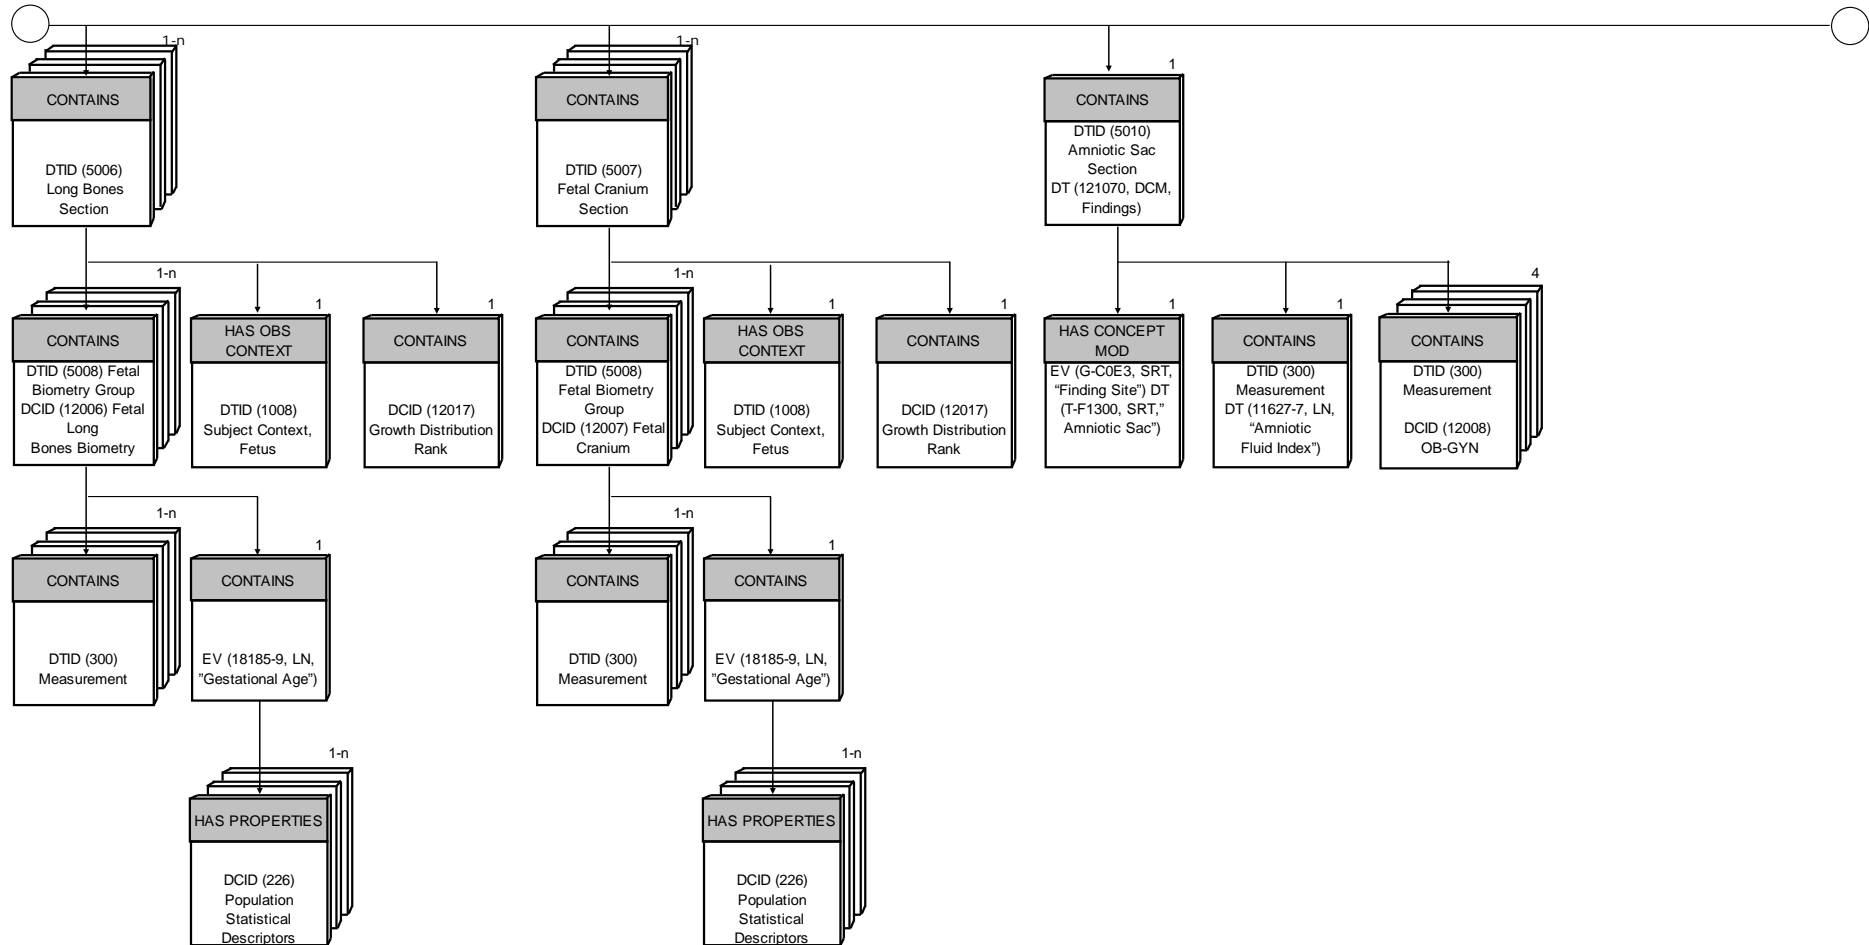 1-n
CONTAINS
DTID (5006)
Long Bones
Section
1-n
CONTAINS
DTID (5007)
Fetal Cranium
Section
1
CONTAINS
DTID (5010)
Amniotic Sac
Section
DT (121070, DCM,
Findings)
1-n
CONTAINS
DTID (5008) Fetal
Biometry Group
DCID (12006) Fetal
Long
Bones Biometry
1
HAS OBS
CONTEXT
DTID (1008)
Subject Context,
Fetus
1
CONTAINS
DCID (12017)
Growth Distribution
Rank
1-n
CONTAINS
DTID (5008)
Fetal Biometry
Group
DCID (12007) Fetal
Cranium
1
HAS OBS
CONTEXT
DTID (1008)
Subject Context,
Fetus
1
CONTAINS
DCID (12017)
Growth Distribution
Rank
1
HAS CONCEPT
MOD
EV (G-C0E3, SRT,
“Finding Site”) DT
(T-F1300, SRT,”
Amniotic Sac”)
1
CONTAINS
DTID (300)
Measurement
DT (11627-7, LN,
“Amniotic
Fluid Index”)
4
CONTAINS
DTID (300)
Measurement
DCID (12008)
OB-GYN
1-n
CONTAINS
DTID (300)
Measurement
1
CONTAINS
EV (18185-9, LN,
”Gestational Age”)
1-n
CONTAINS
DTID (300)
Measurement
1
CONTAINS
EV (18185-9, LN,
”Gestational Age”)
1-n
HAS PROPERTIES
DCID (226)
Population
Statistical
Descriptors
1-n
HAS PROPERTIES
DCID (226)
Population
Statistical
Descriptors